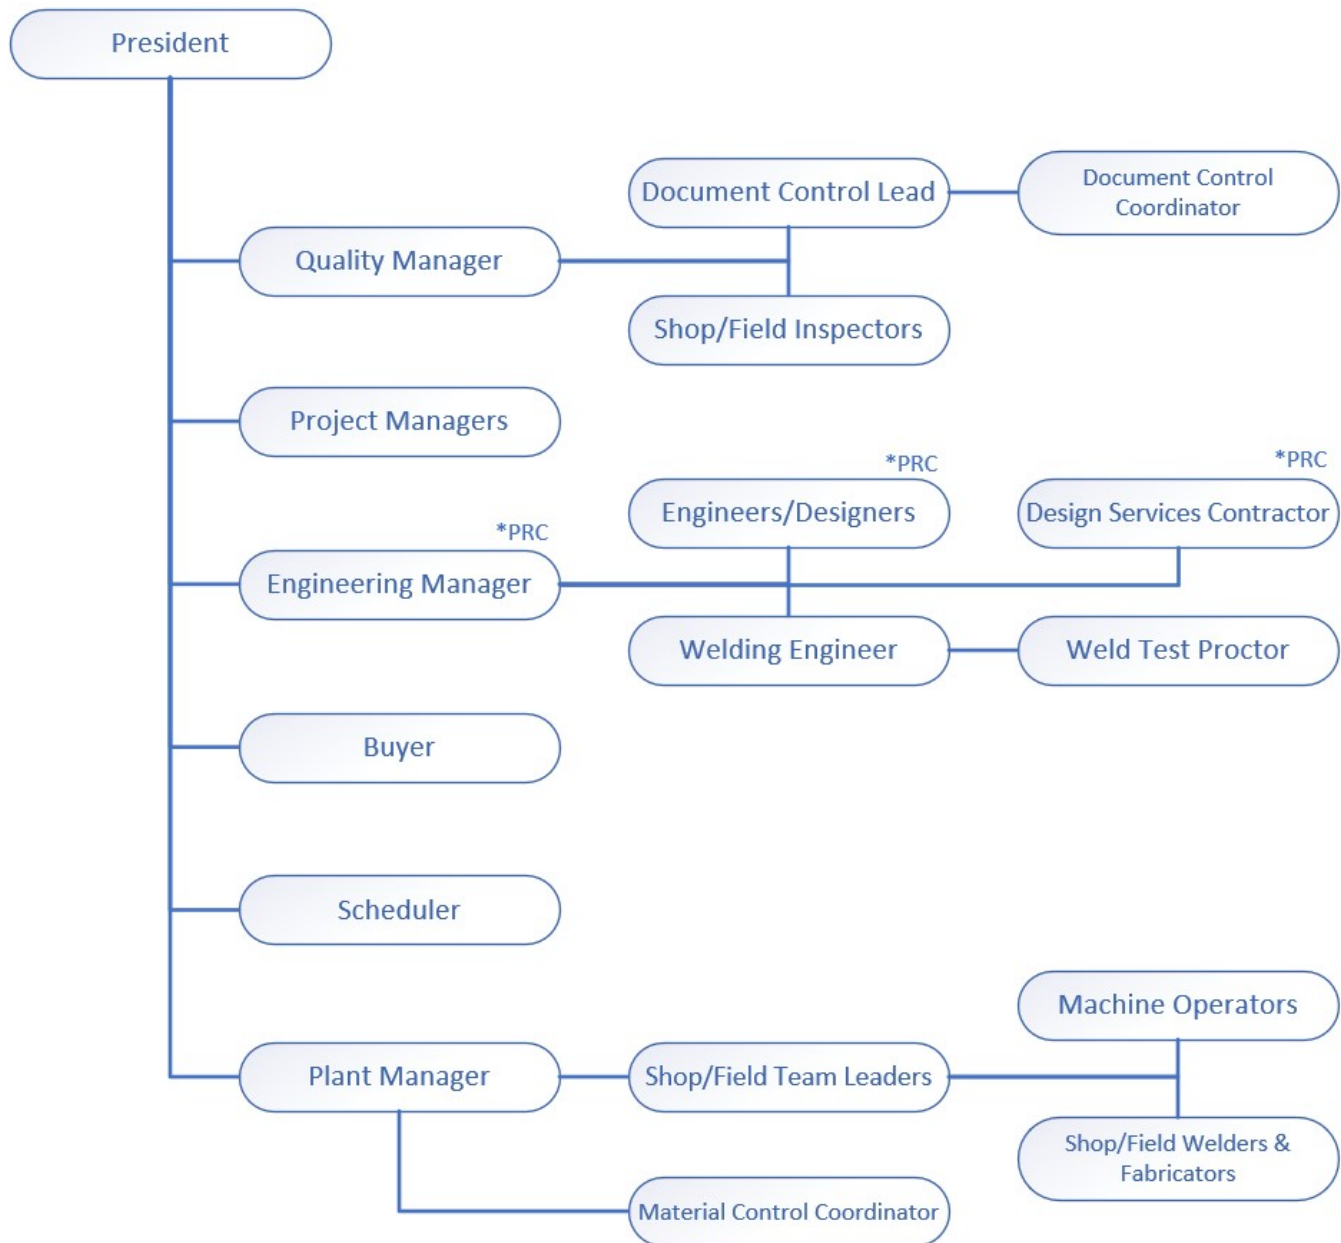 President
Document Control Lead
Document Control
Coordinator
Quality Manager
Shop/Field Inspectors
Project Managers
*PRC
Engineers/Designers
*PRC
Design Services Contractor
*PRC
Engineering Manager
Welding Engineer
Weld Test Proctor
Buyer
Scheduler
Machine Operators
Plant Manager
Shop/Field Team Leaders
Shop/Field Welders &
Fabricators
Material Control Coordinator